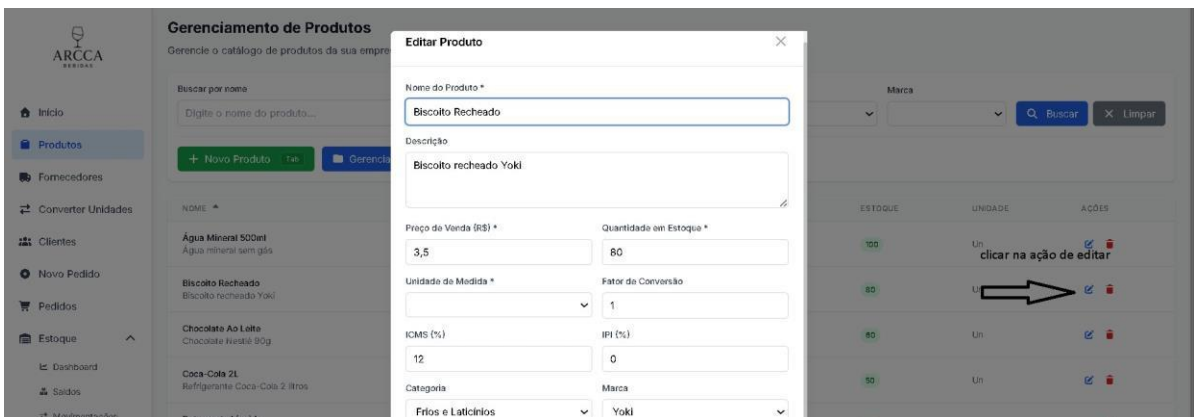 ARCCA
BEBIDAS
Início
Produtos
Fornecedores
Converter Unidades
Clientes
Novo Pedido
Pedidos
Estoque
Dashboard
Saldos
Movimentações
Gerenciamento de Produtos
Gerencie o catálogo de produtos da sua empre
Buscar por nome
Digite o nome do produto...
Marca
Buscar
Limpar
+ Novo Produto Tab
Gerencia
NOME
ESTOQUE
UNIDADE
AÇÕES
Água Mineral 500ml
Água mineral sem gás
100
Un
clicar na ação de editar
Biscoito Recheado
Biscoito recheado Yoki
80
Chocolate Ao Leite
Chocolate Nestlé 90g
60
Un
Coca-Cola 2L
Refrigerante Coca-Cola 2 litros
50
Un
Editar Produto
Nome do Produto *
Biscoito Recheado
Descrição
Biscoito recheado Yoki
Preço de Venda (R$) *
Quantidade em Estoque *
3,5
80
Unidade de Medida *
Fator de Conversão
1
ICMS (%)
IPI (%)
12
0
Categoria
Marca
Frios e Laticínios
Yoki